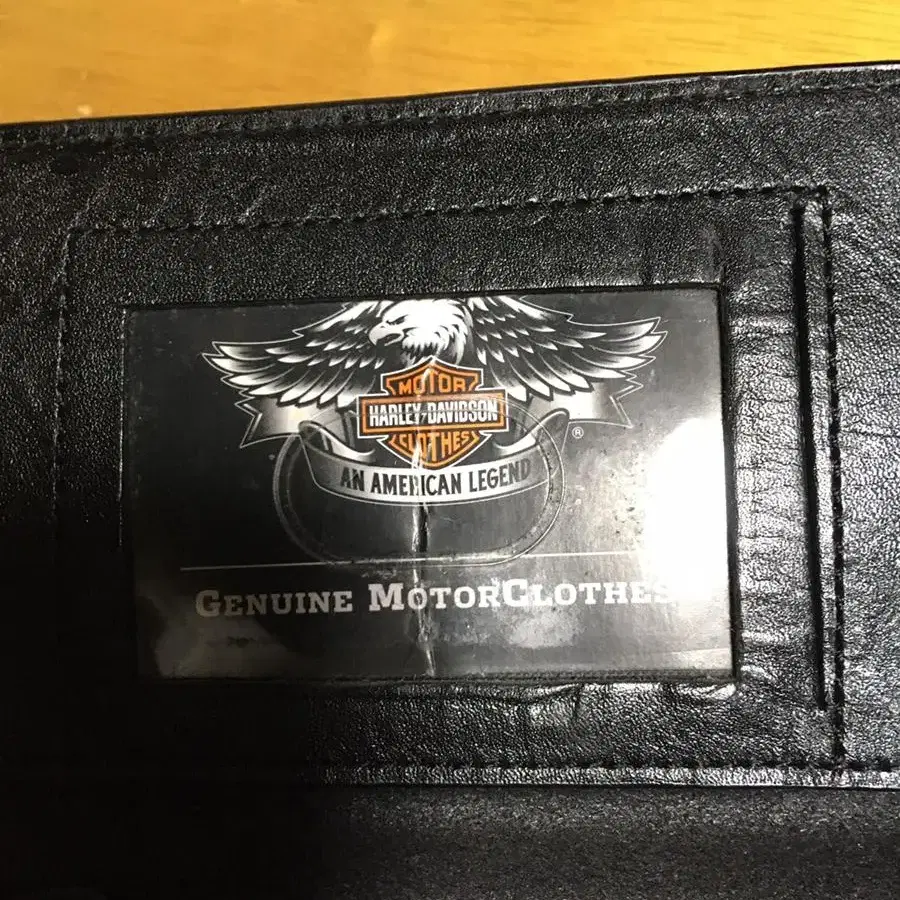 MOTOR
HARLEY-DAVIDSON
CLOTHES
®
AN AMERICAN LEGEND
GENUINE MOTORCLOTHES